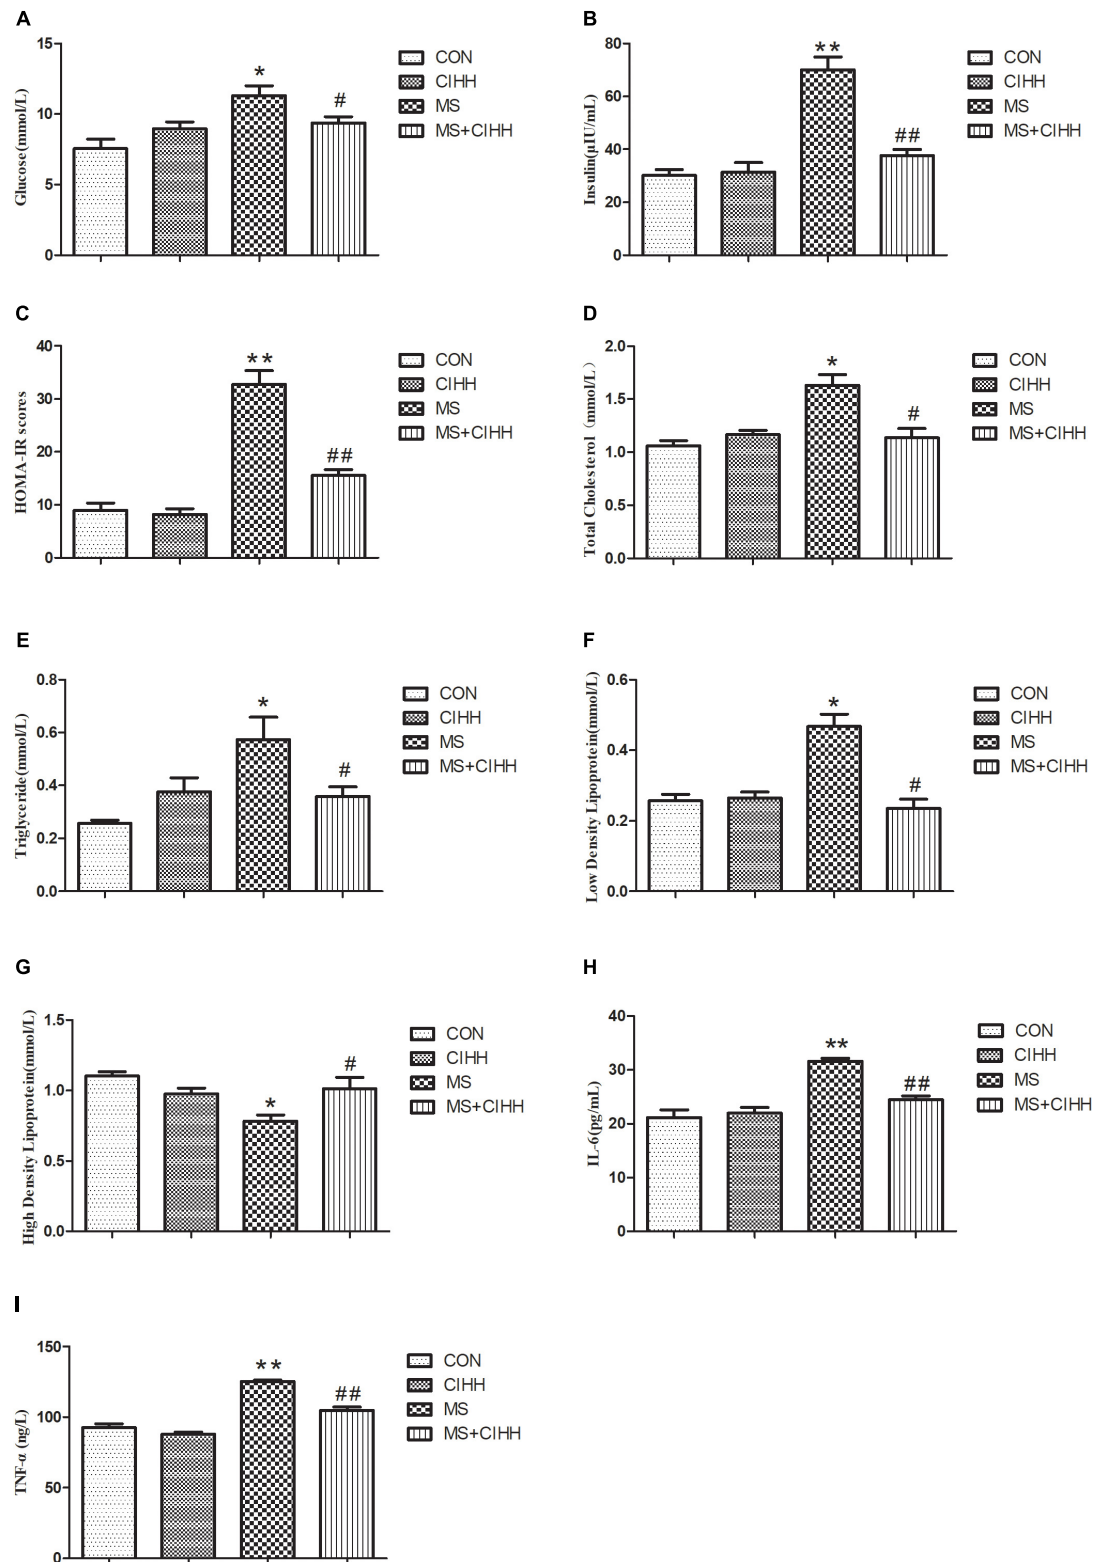 A
Glucose(mmol/L)
15
10
5
0
*
#
CON
CIHH
MS
MS+CIHH
B
Insulin(µIU/mL)
80
60
40
20
0
**
##
CON
CIHH
MS
MS+CIHH
C
HOMA-IR scores
40
30
20
10
0
**
##
CON
CIHH
MS
MS+CIHH
D
Total Cholesterol (mmol/L)
2.0
1.5
1.0
0.5
0.0
*
#
CON
CIHH
MS
MS+CIHH
E
Triglyceride(mmol/L)
0.8
0.6
0.4
0.2
0.0
*
#
CON
CIHH
MS
MS+CIHH
F
Low Density Lipoprotein(mmol/L)
0.6
0.4
0.2
0.0
*
#
CON
CIHH
MS
MS+CIHH
G
High Density Lipoprotein(mmol/L)
1.5
1.0
0.5
0.0
*
#
CON
CIHH
MS
MS+CIHH
H
IL-6(pg/mL)
40
30
20
10
0
**
##
CON
CIHH
MS
MS+CIHH
I
TNF-α (ng/L)
150
100
50
0
**
##
CON
CIHH
MS
MS+CIHH